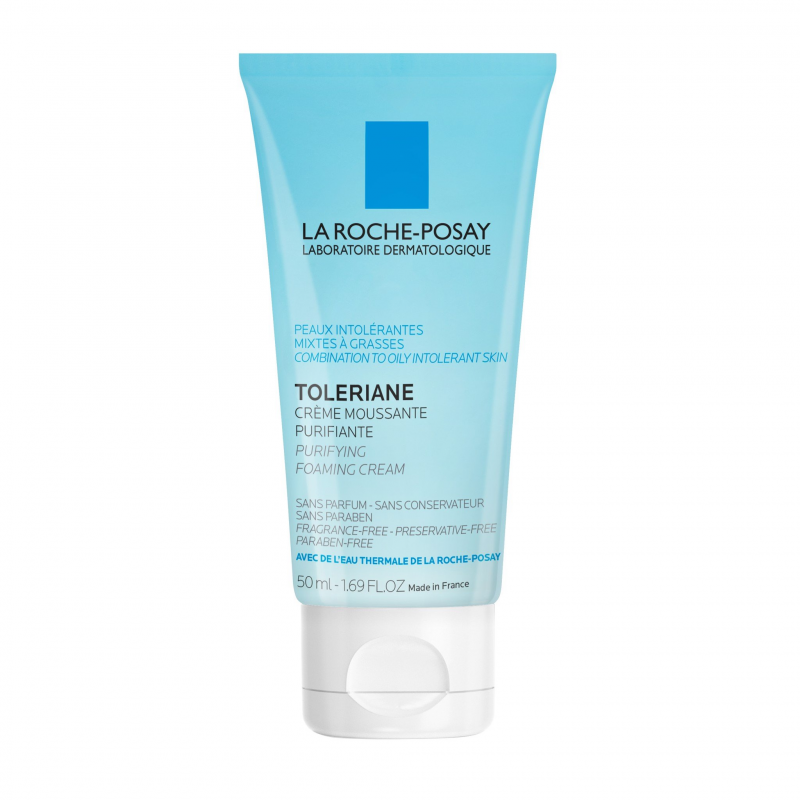 LA ROCHE-POSAY
LABORATOIRE DERMATOLOGIQUE
PEAUX INTOLÉRANTES
MIXTES À GRASSES
COMBINATION TO OILY INTOLERANT SKIN
TOLERIANE
CRÈME MOUSSANTE
PURIFIANTE
PURIFYING
FOAMING CREAM
SANS PARFUM - SANS CONSERVATEUR
SANS PARABEN
FRAGRANCE-FREE - PRESERVATIVE-FREE
PARABEN-FREE
AVEC DE L'EAU THERMALE DE LA ROCHE-POSAY
50 ml - 1.69 FL.OZ Made in France